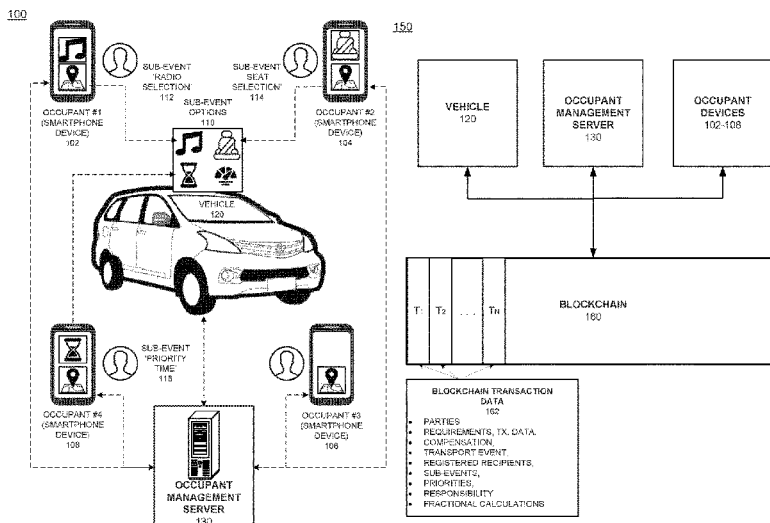 100
SUB-EVENT
'RADIO
SELECTION'
112
SUB-EVENT
SEAT
SELECTION'
114
OCCUPANT #1
(SMARTPHONE
DEVICE)
102
SUB-EVENT
OPTIONS
110
OCCUPANT #2
(SMARTPHONE
DEVICE)
104
VEHICLE
120
SUB-EVENT
'PRIORITY
TIME'
118
OCCUPANT #4
(SMARTPHONE
DEVICE)
108
OCCUPANT #3
(SMARTPHONE
DEVICE)
106
OCCUPANT
MANAGEMENT
SERVER
130
150
VEHICLE
120
OCCUPANT
MANAGEMENT
SERVER
130
OCCUPANT
DEVICES
102-108
T1
T2
. . . .
TN
BLOCKCHAIN
160
BLOCKCHAIN TRANSACTION
DATA
162
• PARTIES
• REQUIREMENTS, TX. DATA,
• COMPENSATION,
• TRANSPORT EVENT,
• REGISTERED RECIPIENTS,
• SUB-EVENTS,
• PRIORITIES,
• RESPONSIBILITY
• FRACTIONAL CALCULATIONS